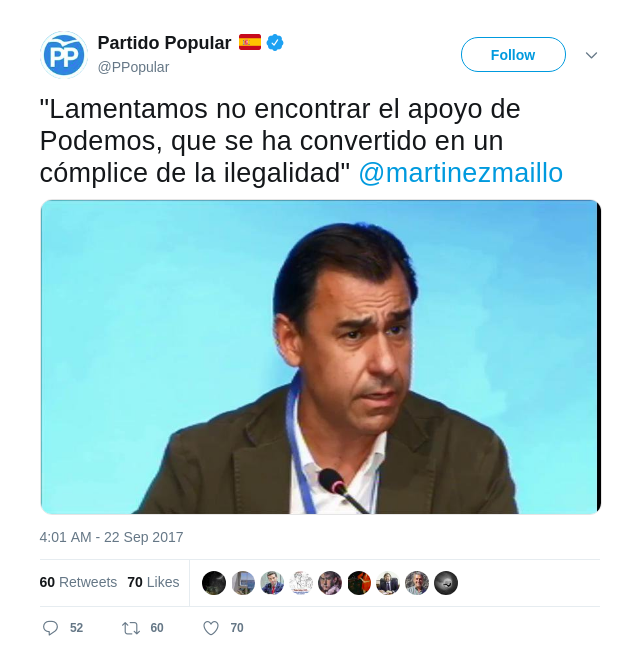 Partido Popular
@PPopular
Follow
"Lamentamos no encontrar el apoyo de
Podemos, que se ha convertido en un
cómplice de la ilegalidad" @martinezmaillo
4:01 AM - 22 Sep 2017
60 Retweets 70 Likes
52 60 70
PP